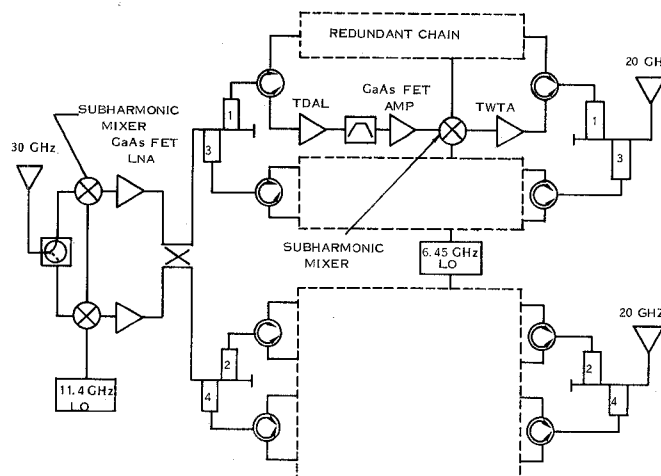 REDUNDANT CHAIN
20 GHz
GaAs FET
AMP
TDAL
TWTA
SUBHARMONIC
MIXER
GaAs FET
LNA
30 GHz
1
3
1
3
SUBHARMONIC
MIXER
6.45 GHz
LO
20 GHz
2
4
2
4
11.4 GHz
LO